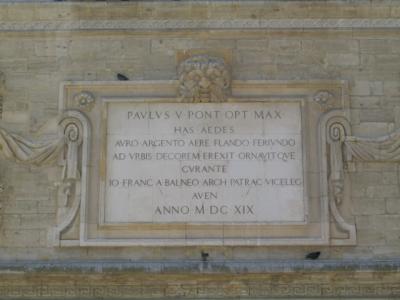 PAVLVS V PONT OPT MAX
HAS AEDES
AVRO ARGENTO AERE FLANDO FERIVNDO
AD VRBIS DECOREM EREXIT ORNAVITQVE
CVRANTE
IO FRANC A BALNEO ARCH PATRAC VICELEG
AVEN
ANNO M DC XIX